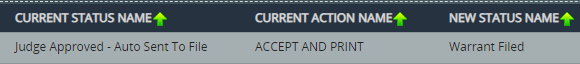 CURRENT STATUS NAME CURRENT ACTION NAME NEW STATUS NAME
Judge Approved - Auto Sent To File ACCEPT AND PRINT Warrant Filed